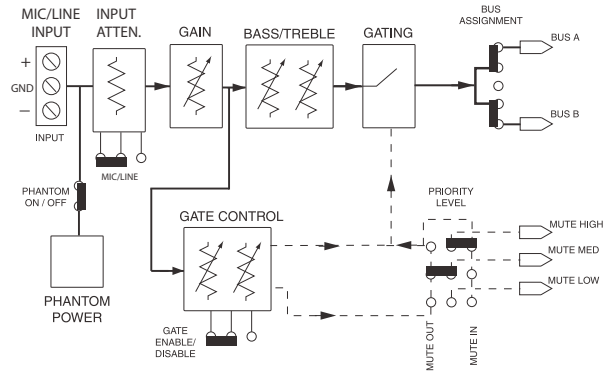 MIC/LINE
INPUT
INPUT
ATTEN.
GAIN
BASS/TREBLE
GATING
BUS
ASSIGNMENT
BUS A
+
GND
−
INPUT
MIC/LINE
BUS B
PHANTOM
ON / OFF
PRIORITY
LEVEL
GATE CONTROL
MUTE HIGH
MUTE MED
MUTE LOW
PHANTOM
POWER
GATE
ENABLE/
DISABLE
MUTE OUT
MUTE IN